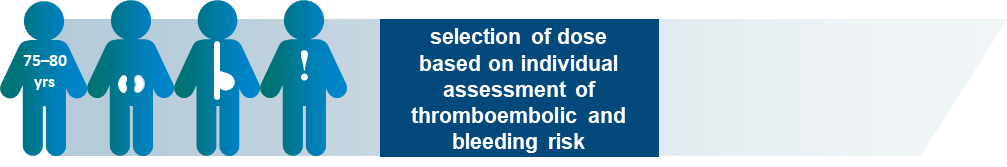 75–80
yrs
!
selection of dose
based on individual
assessment of
thromboembolic and
bleeding risk